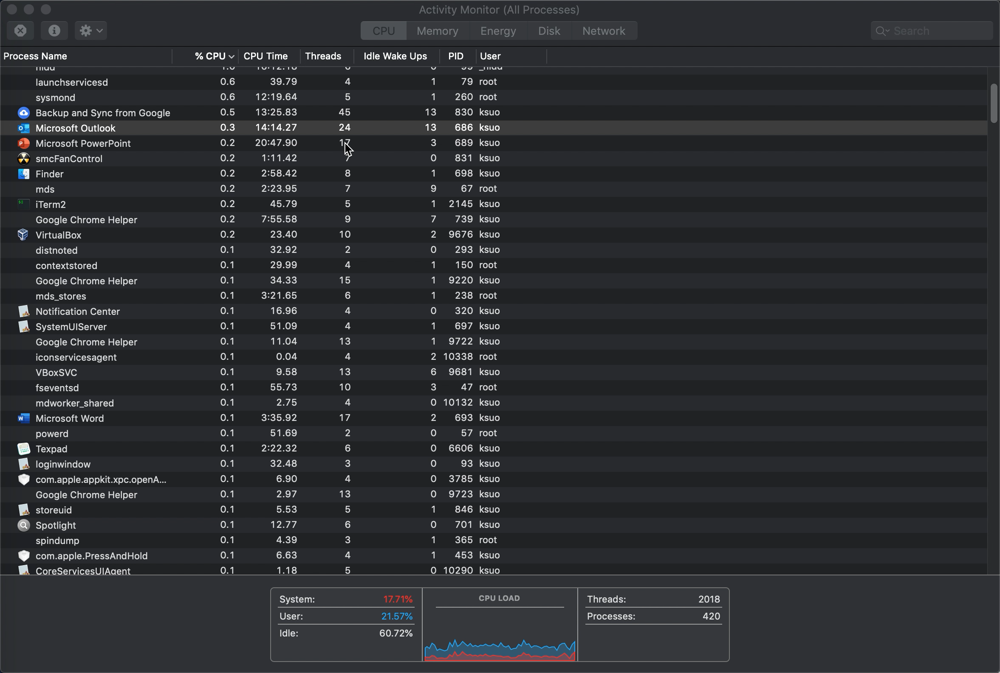 Activity Monitor (All Processes)
CPU Memory Energy Disk Network Search
Process Name % CPU CPU Time Threads Idle Wake Ups PID User
launchservicesd 0.6 39.79 4 1 79 root
sysmond 0.6 12:19.64 5 1 260 root
Backup and Sync from Google 0.5 13:25.83 45 13 830 ksuo
Microsoft Outlook 0.3 14:14.27 24 13 686 ksuo
Microsoft PowerPoint 0.2 20:47.90 17 3 689 ksuo
smcFanControl 0.2 1:11.42 7 0 831 ksuo
Finder 0.2 2:58.42 8 1 698 ksuo
mds 0.2 2:23.95 7 9 67 root
iTerm2 0.2 45.79 5 1 2145 ksuo
Google Chrome Helper 0.2 7:55.58 9 7 739 ksuo
VirtualBox 0.2 23.40 10 2 9676 ksuo
distnoted 0.1 32.92 2 0 293 ksuo
contextstored 0.1 29.99 4 1 150 root
Google Chrome Helper 0.1 34.33 15 1 9220 ksuo
mds_stores 0.1 3:21.65 6 1 238 root
Notification Center 0.1 16.96 4 0 320 ksuo
SystemUIServer 0.1 51.09 4 1 697 ksuo
Google Chrome Helper 0.1 11.04 13 1 9722 ksuo
iconservicesagent 0.1 0.04 4 2 10338 root
VBoxSVC 0.1 9.58 13 6 9681 ksuo
fseventsd 0.1 55.73 10 3 47 root
mdworker_shared 0.1 2.75 4 0 10132 ksuo
Microsoft Word 0.1 3:35.92 17 2 693 ksuo
powerd 0.1 51.69 2 0 57 root
Texpad 0.1 2:22.32 6 0 6606 ksuo
loginwindow 0.1 32.48 3 0 93 ksuo
com.apple.appkit.xpc.openA... 0.1 6.90 4 0 3785 ksuo
Google Chrome Helper 0.1 2.97 13 0 9723 ksuo
storeuid 0.1 5.53 5 1 846 ksuo
Spotlight 0.1 12.77 6 0 701 ksuo
spindump 0.1 4.39 3 1 365 root
com.apple.PressAndHold 0.1 6.63 4 1 453 ksuo
CoreServicesUIAgent 0.1 1.18 5 0 10290 ksuo
System: 17.71% CPU LOAD Threads: 2018
User: 21.57% Processes: 420
Idle: 60.72%